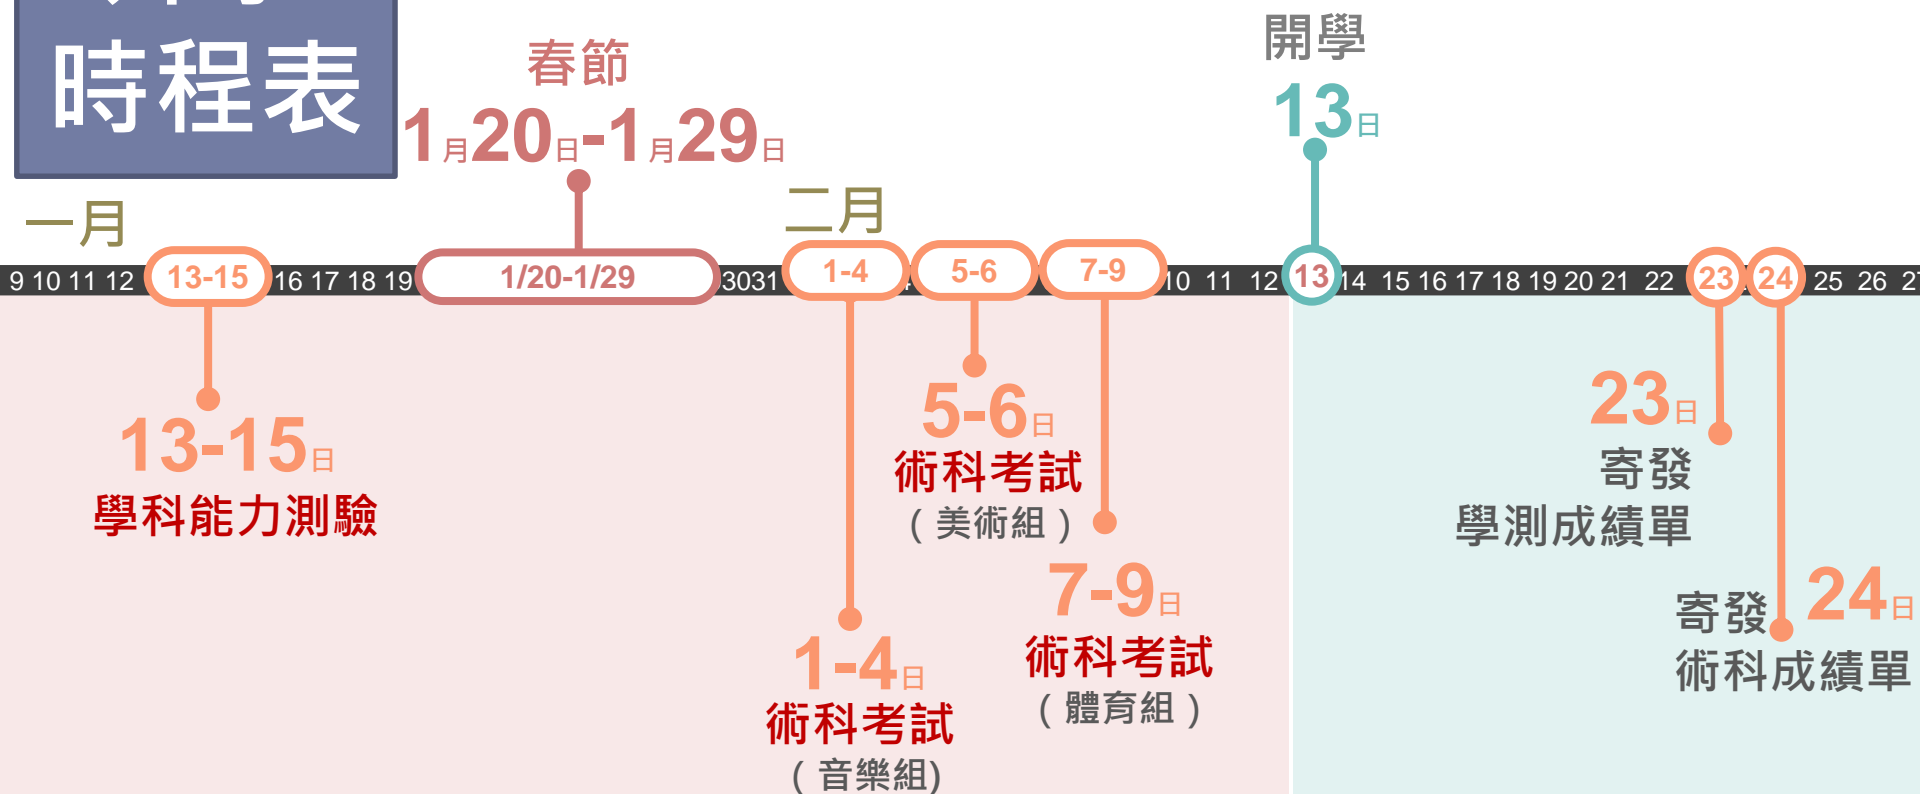 時程表
春節
1月20日-1月29日
開學
13日
一月
二月
9 10 11 12 13-15 16 17 18 19 1/20-1/29 3031 1-4 5-6 7-9 10 11 12 13 14 15 16 17 18 19 20 21 22 23 24 25 26
13-15日
學科能力測驗
5-6日
術科考試
(美術組)
7-9日
術科考試
(體育組)
1-4日
術科考試
(音樂組)
23日
寄發
學測成績單
24日
寄發
術科成績單